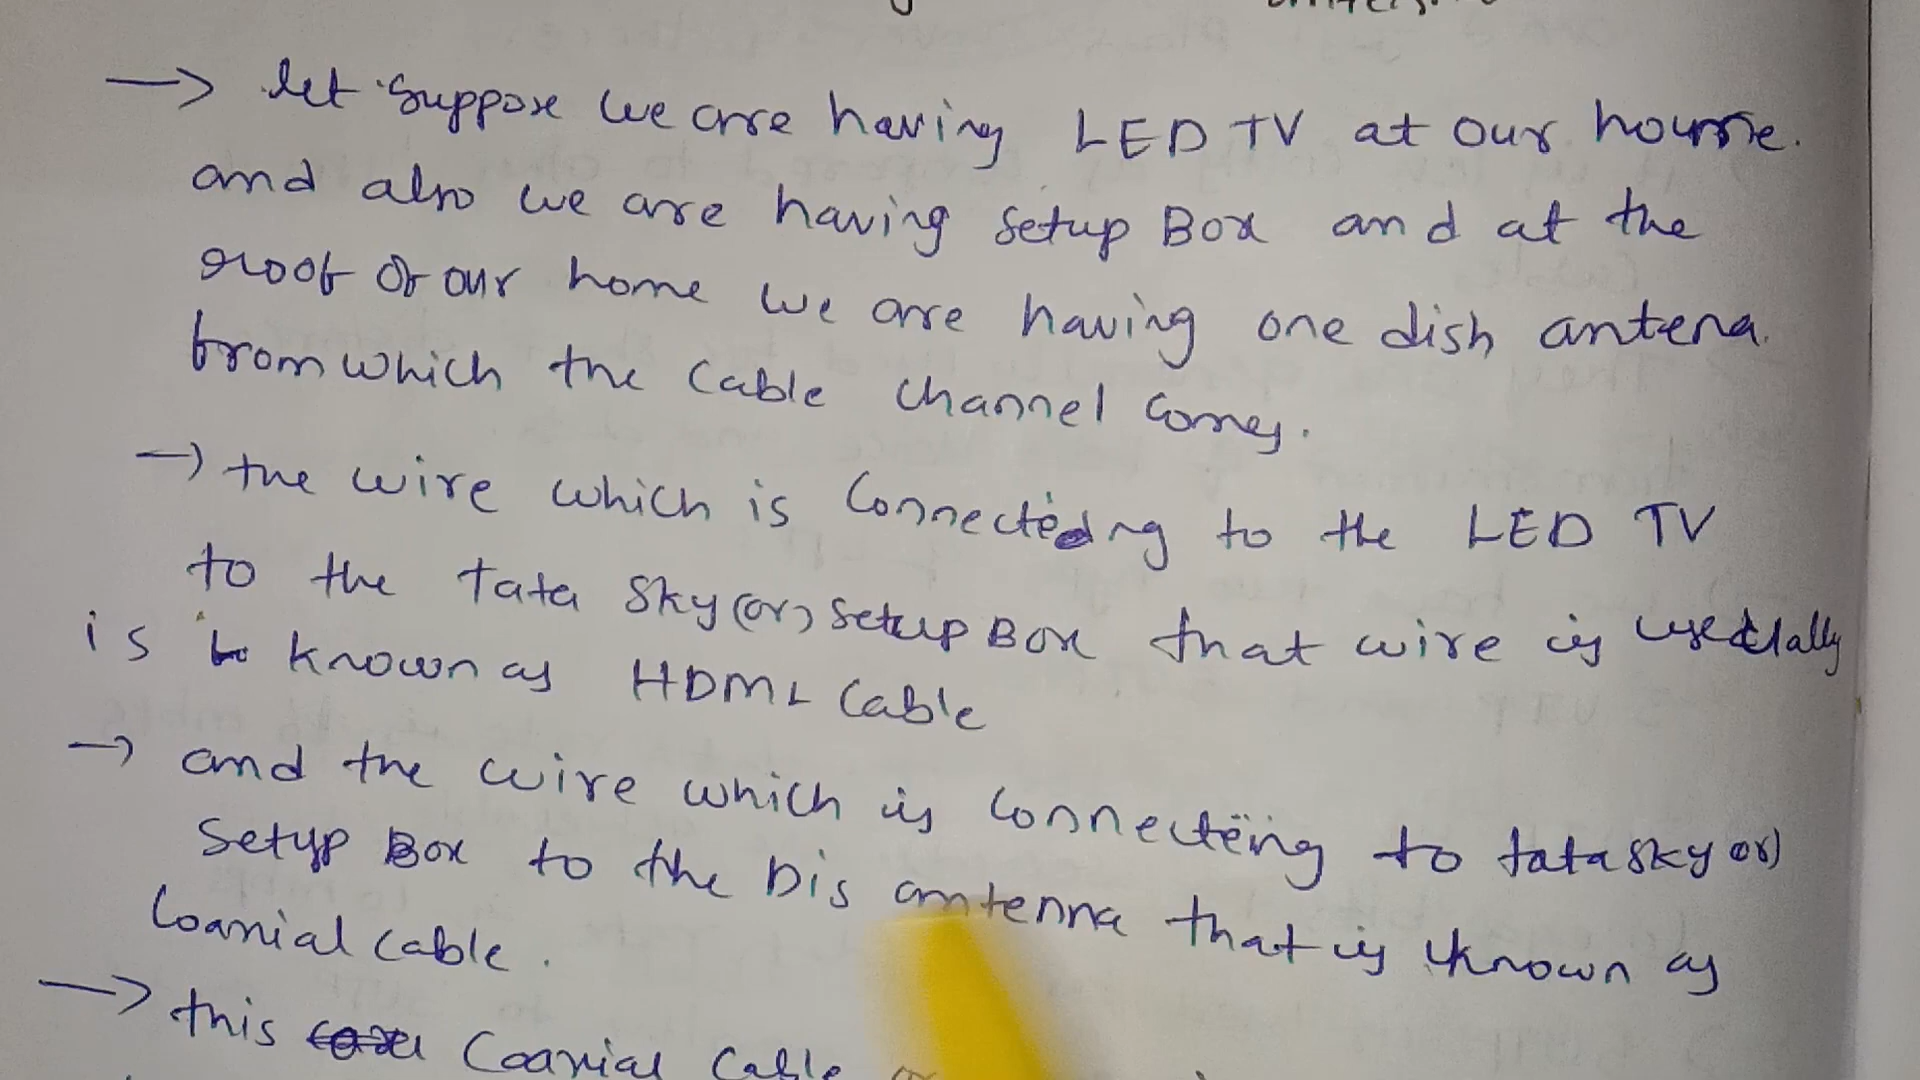 → let suppose we are having LED TV at our house.
and also we are having setup Box and at the
roof of our home we are having one dish antena.
from which the Cable channel comes.
→ the wire which is Connecting to the LED TV
to the tata sky (or) setup Box that wire is usedally
is known as HDML Cable
→ and the wire which is connecteing to tata sky or)
setup Box to the Dis antenna that is known as
Coaxial cable.
→ this Coaxial Cable